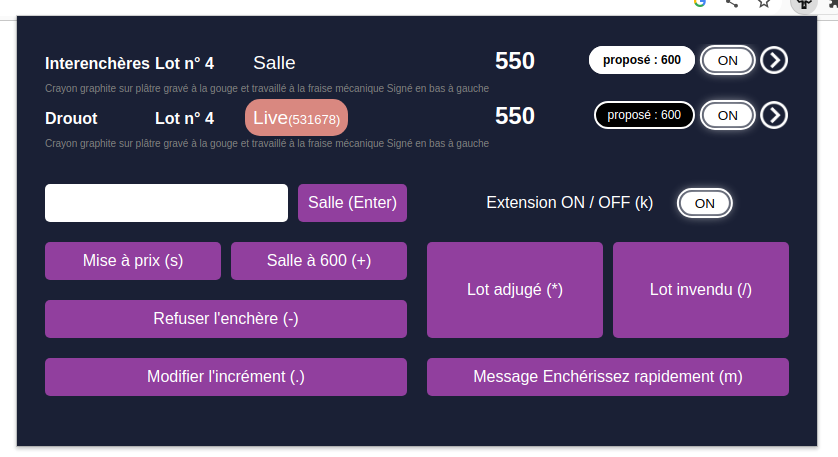 Interenchères Lot n° 4 Salle 550 proposé : 600 ON
Crayon graphite sur plâtre gravé à la gouge et travaillé à la fraise mécanique Signé en bas à gauche
Drouot Lot n° 4 Live(531678) 550 proposé : 600 ON
Crayon graphite sur plâtre gravé à la gouge et travaillé à la fraise mécanique Signé en bas à gauche
Salle (Enter) Extension ON / OFF (k) ON
Mise à prix (s) Salle à 600 (+)
Lot adjugé (*) Lot invendu (/)
Refuser l'enchère (-)
Modifier l'incrément (.) Message Enchérissez rapidement (m)